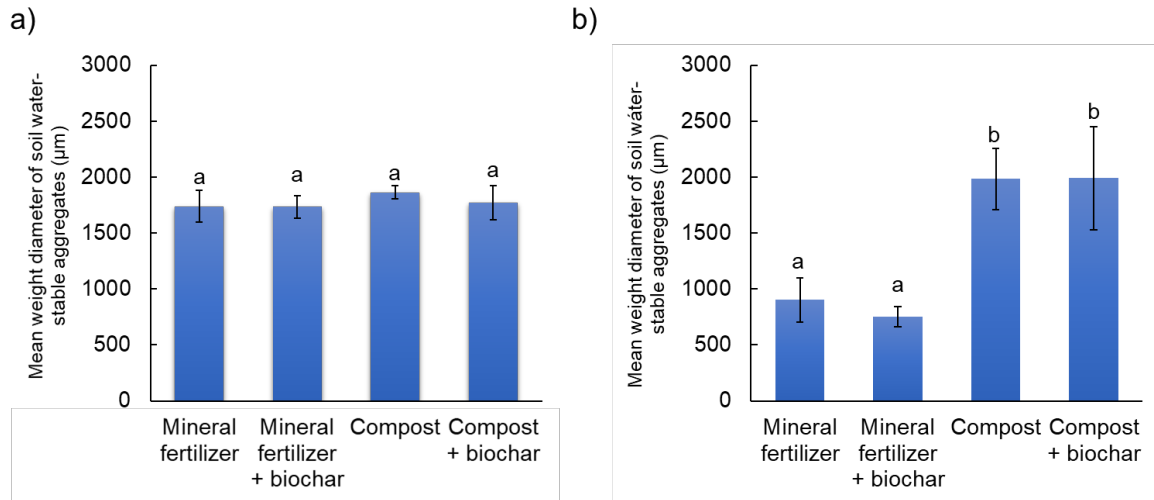 a)
Mean weight diameter of soil water-
stable aggregates (µm)
3000
2500
2000
1500
1000
500
0
a
a
a
a
Mineral
fertilizer
Mineral
fertilizer
+ biochar
Compost
Compost
+ biochar
b)
Mean weight diameter of soil wáter-
stable aggregates (µm)
3000
2500
2000
1500
1000
500
0
a
a
b
b
Mineral
fertilizer
Mineral
fertilizer
+ biochar
Compost
Compost
+ biochar